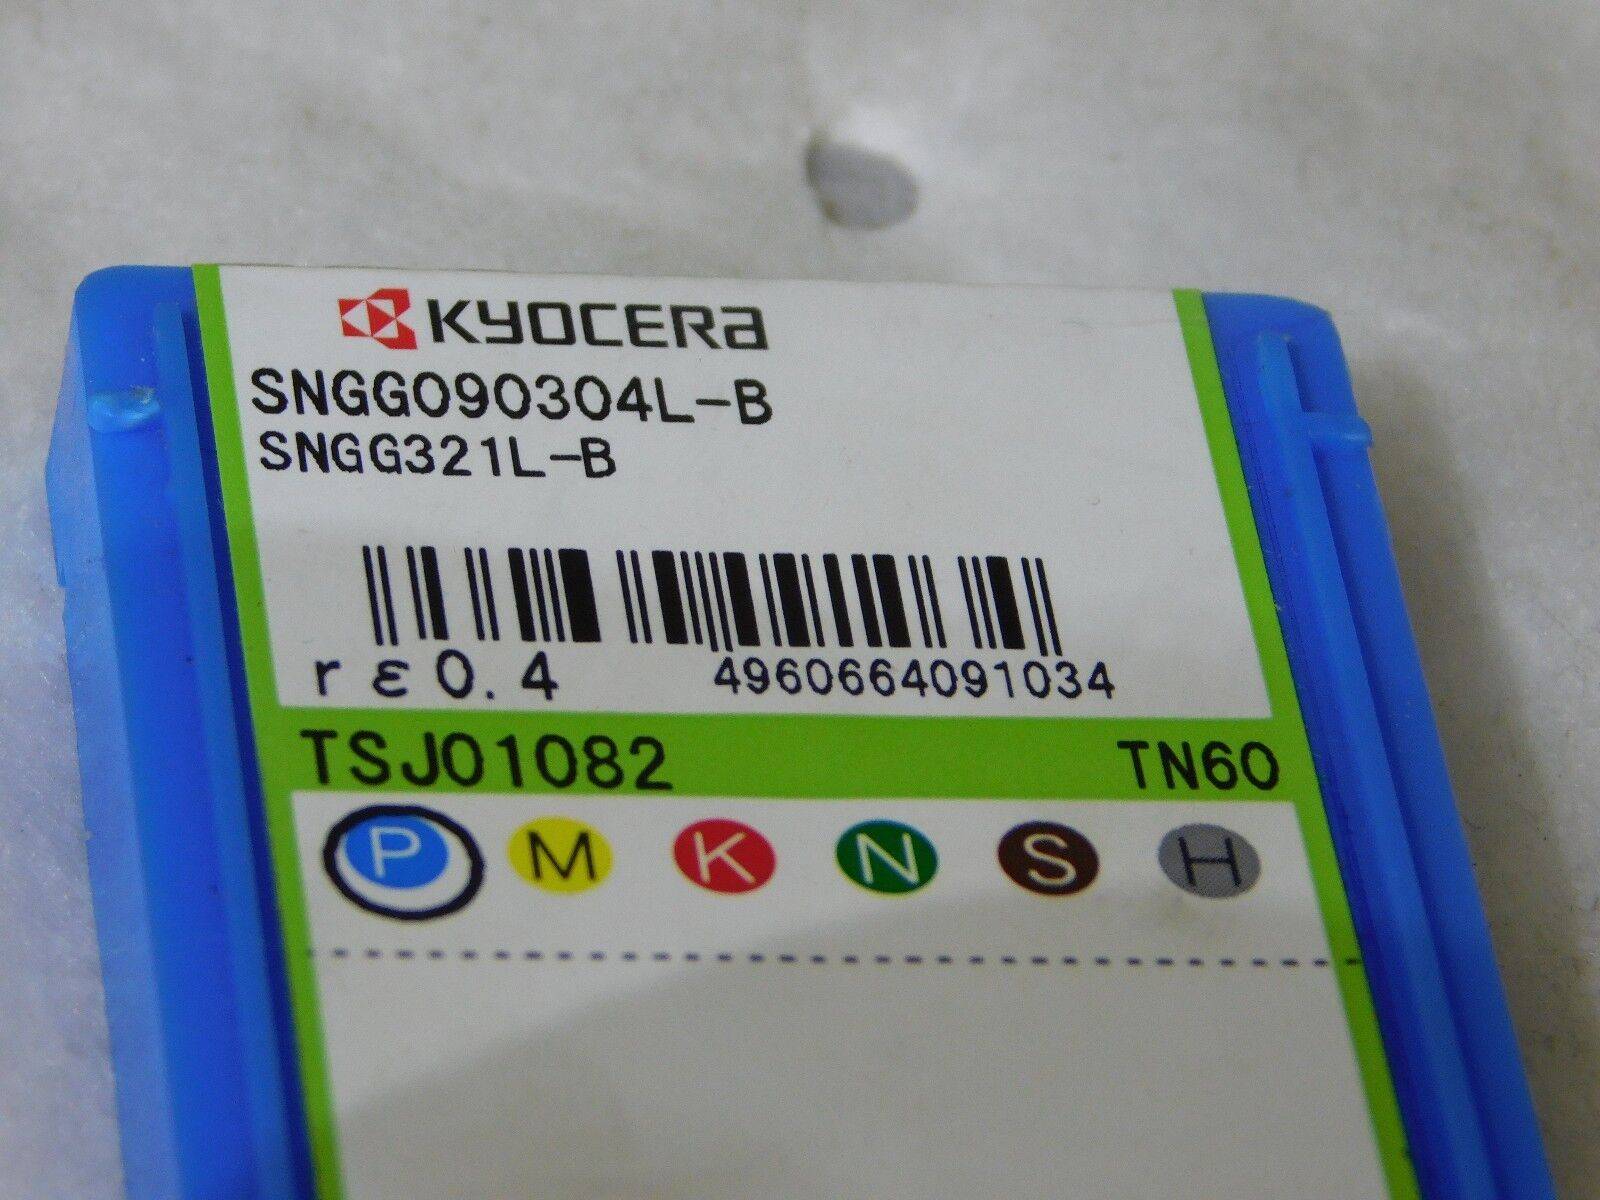 KYOCERA
SNGG090304L-B
SNGG321L-B
rε0.4 4960664091034
TSJ01082 TN60
P M K N S H